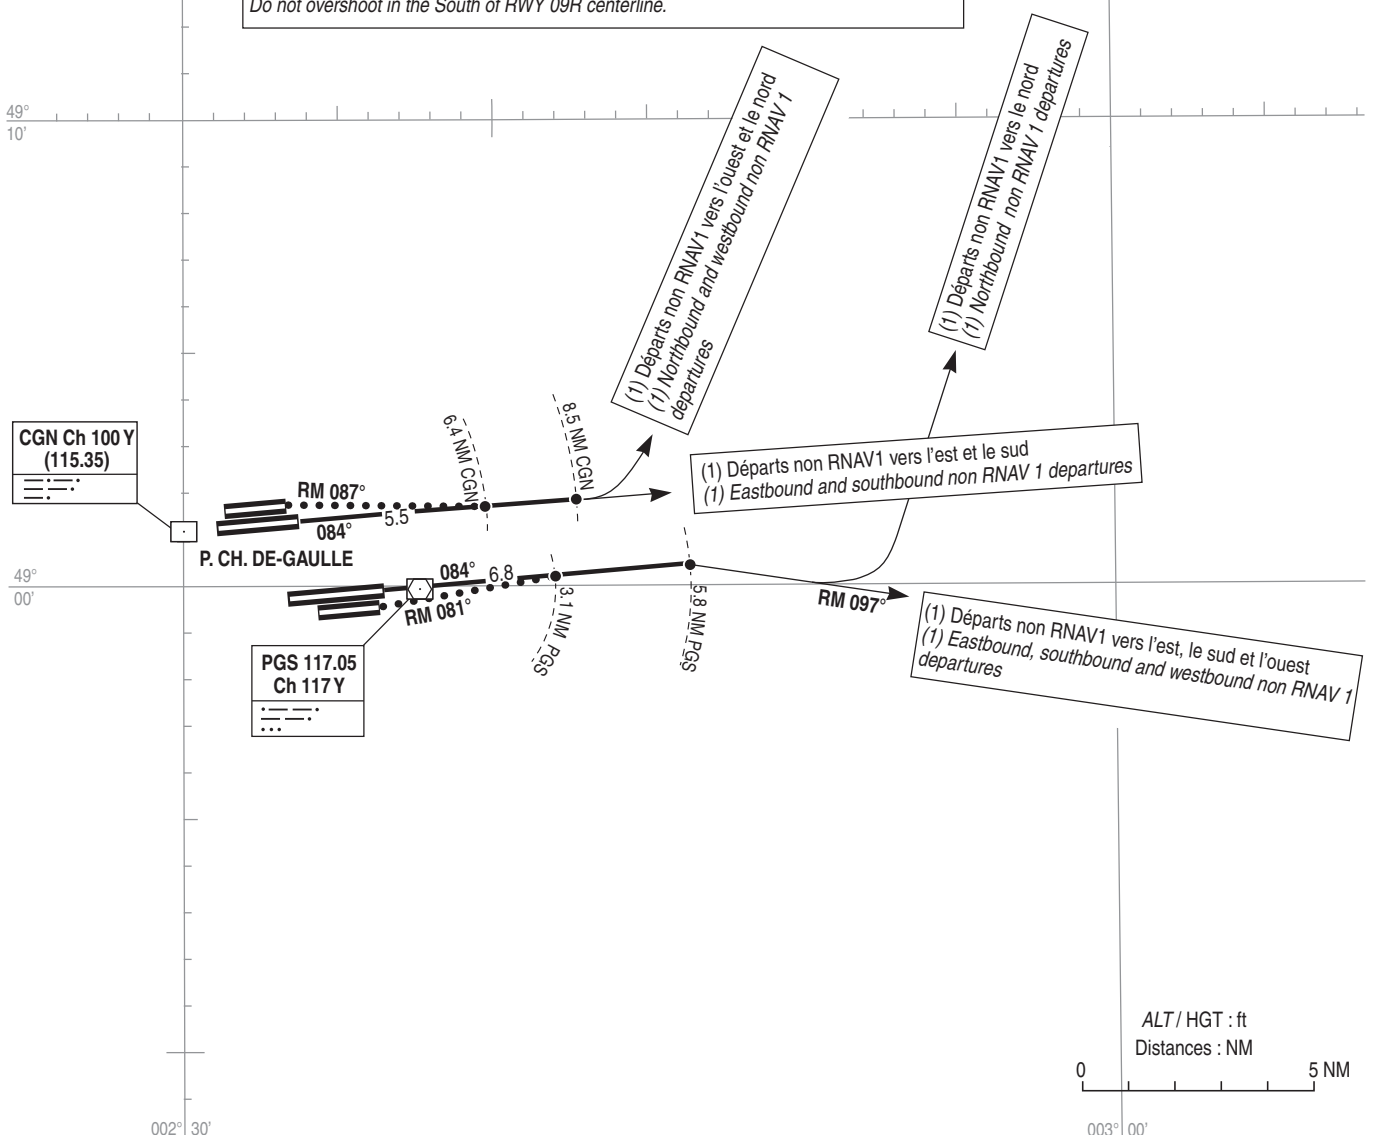 Do not overshoot in the South of RWY 09R centerline.
49°
10'
(1) Départs non RNAV1 vers l'ouest et le nord
(1) Northbound and westbound non RNAV 1
departures
(1) Départs non RNAV1 vers le nord
(1) Northbound non RNAV 1 departures
CGN Ch 100 Y
(115.35)
6.4 NM CGN
8.5 NM CGN
(1) Départs non RNAV1 vers l'est et le sud
(1) Eastbound and southbound non RNAV 1 departures
RM 087°
5.5
084°
P. CH. DE-GAULLE
49°
00'
084°
6.8
RM 081°
3.1 NM PGS
5.8 NM PGS
RM 097°
(1) Départs non RNAV1 vers l'est, le sud et l'ouest
(1) Eastbound, southbound and westbound non RNAV 1
departures
PGS 117.05
Ch 117 Y
ALT / HGT : ft
Distances : NM
0
5 NM
002° 30'
003° 00'